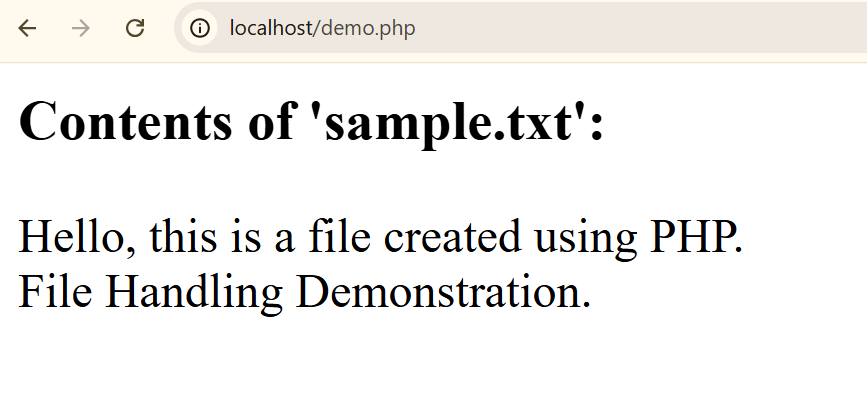 localhost/demo.php
Contents of 'sample.txt':
Hello, this is a file created using PHP.
File Handling Demonstration.